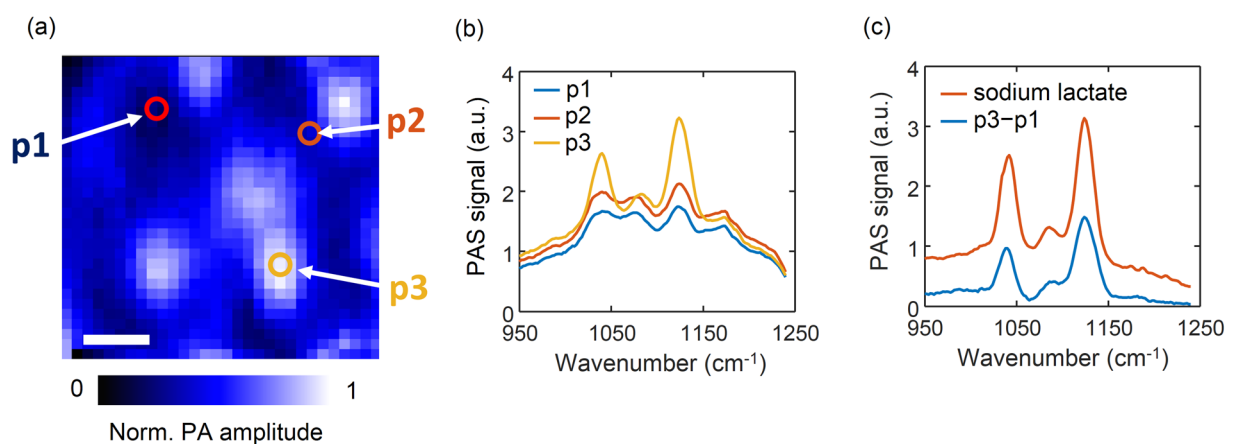 (a)
p1
p2
p3
0
1
Norm. PA amplitude
(b)
4
3
2
1
0
PAS signal (a.u.)
p1
p2
p3
950
1050
1150
1250
Wavenumber (cm⁻¹)
(c)
4
3
2
1
0
PAS signal (a.u.)
sodium lactate
p3−p1
950
1050
1150
1250
Wavenumber (cm⁻¹)